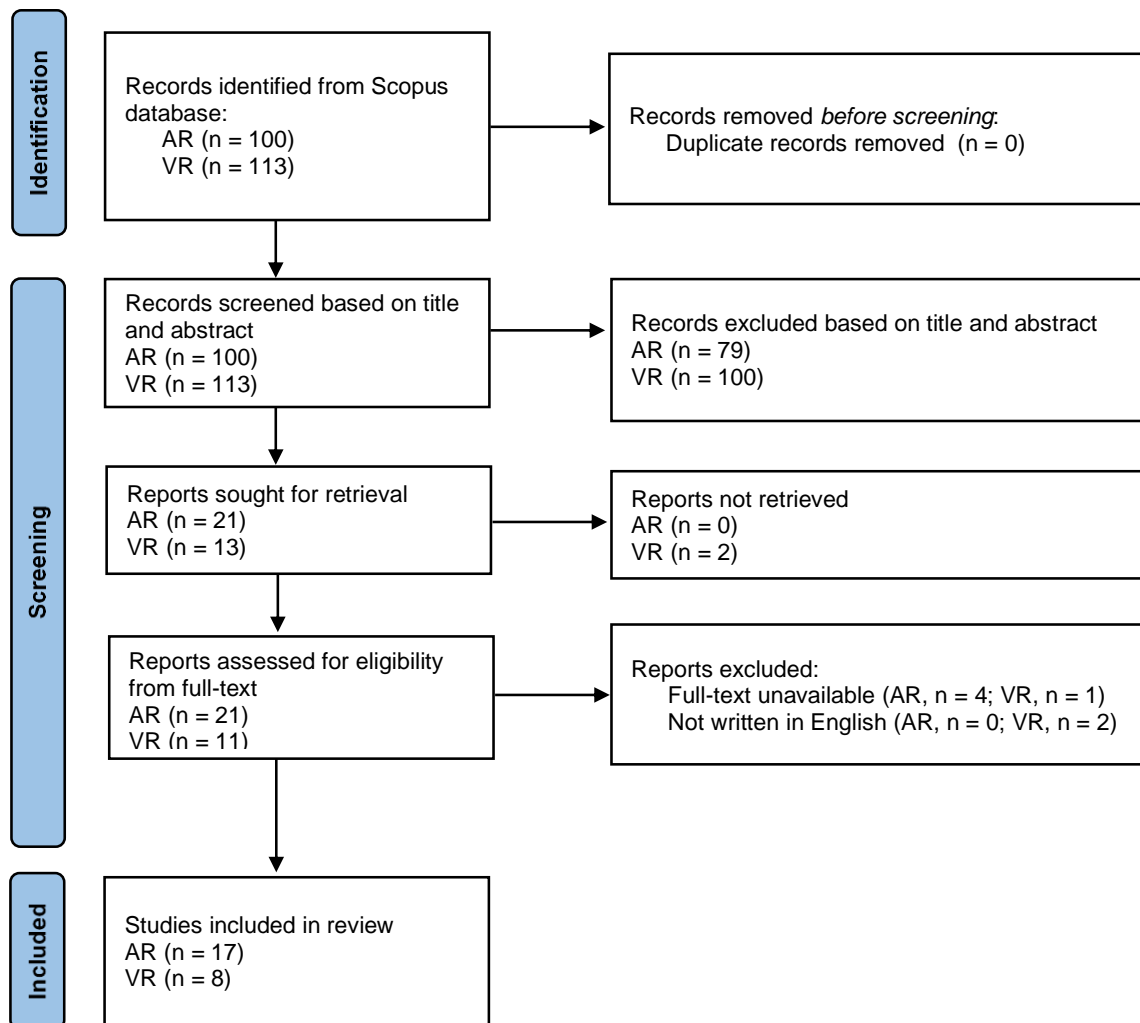 Identification
Records identified from Scopus
database:
AR (n = 100)
VR (n = 113)
Records removed before screening:
Duplicate records removed  (n = 0)
Screening
Records screened based on title
and abstract
AR (n = 100)
VR (n = 113)
Records excluded based on title and abstract
AR (n = 79)
VR (n = 100)
Reports sought for retrieval
AR (n = 21)
VR (n = 13)
Reports not retrieved
AR (n = 0)
VR (n = 2)
Reports assessed for eligibility
from full-text
AR (n = 21)
VR (n = 11)
Reports excluded:
Full-text unavailable (AR, n = 4; VR, n = 1)
Not written in English (AR, n = 0; VR, n = 2)
Included
Studies included in review
AR (n = 17)
VR (n = 8)